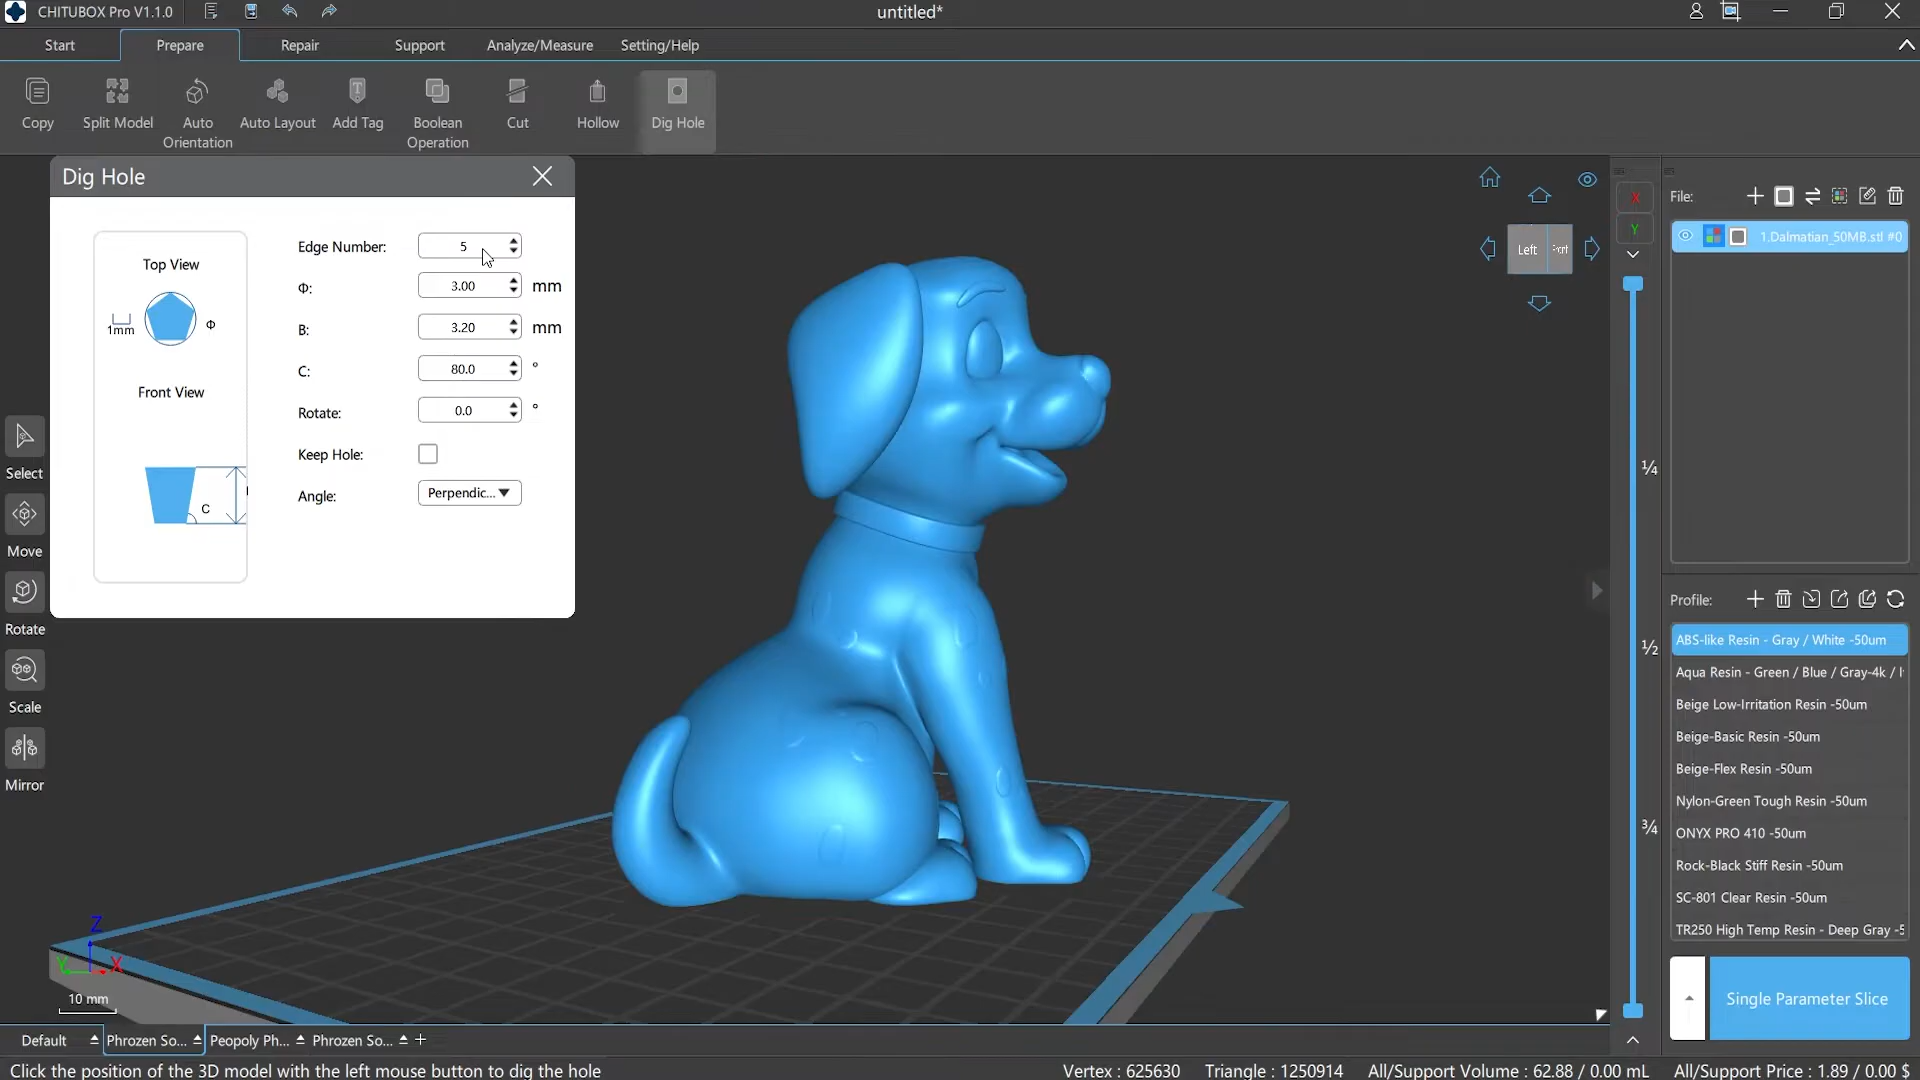 CHITUBOX Pro V1.1.0
untitled*
Start
Prepare
Repair
Support
Analyze/Measure
Setting/Help
Copy
Split Model
Auto
Orientation
Auto Layout
Add Tag
Boolean
Operation
Cut
Hollow
Dig Hole
Dig Hole
Top View
1mm
Φ
Front View
C
Edge Number: 5
Φ: 3.00 mm
B: 3.20 mm
C: 80.0 °
Rotate: 0.0 °
Keep Hole:
Angle: Perpendic...
Select
Move
Rotate
Scale
Mirror
Left
Front
X
Y
¼
½
¾
File:
1.Dalmatian_50MB.stl #0
Profile:
ABS-like Resin - Gray / White -50um
Aqua Resin - Green / Blue / Gray-4k /
Beige Low-Irritation Resin -50um
Beige-Basic Resin -50um
Beige-Flex Resin -50um
Nylon-Green Tough Resin -50um
ONYX PRO 410 -50um
Rock-Black Stiff Resin -50um
SC-801 Clear Resin -50um
TR250 High Temp Resin - Deep Gray -5
Single Parameter Slice
Z
Y
X
10 mm
Default
Phrozen So...
Peopoly Ph...
Phrozen So...
Click the position of the 3D model with the left mouse button to dig the hole
Vertex : 625630
Triangle : 1250914
All/Support Volume : 62.88 / 0.00 mL
All/Support Price : 1.89 / 0.00 $